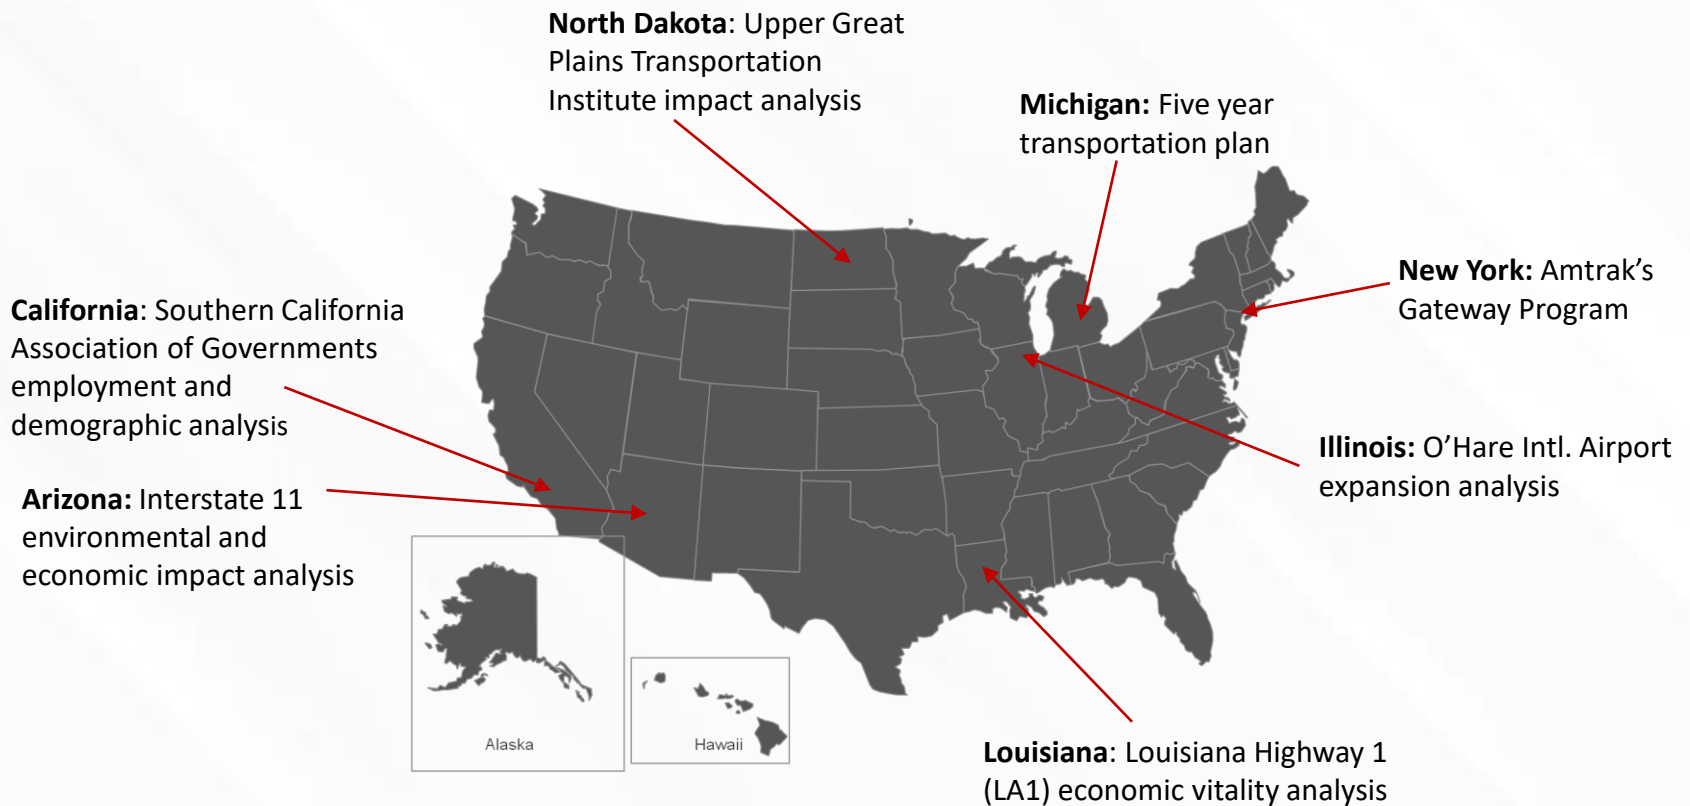 North Dakota: Upper Great
Plains Transportation
Institute impact analysis
Michigan: Five year
transportation plan
New York: Amtrak’s
Gateway Program
California: Southern California
Association of Governments
employment and
demographic analysis
Illinois: O’Hare Intl. Airport
expansion analysis
Arizona: Interstate 11
environmental and
economic impact analysis
Alaska
Hawaii
Louisiana: Louisiana Highway 1
(LA1) economic vitality analysis